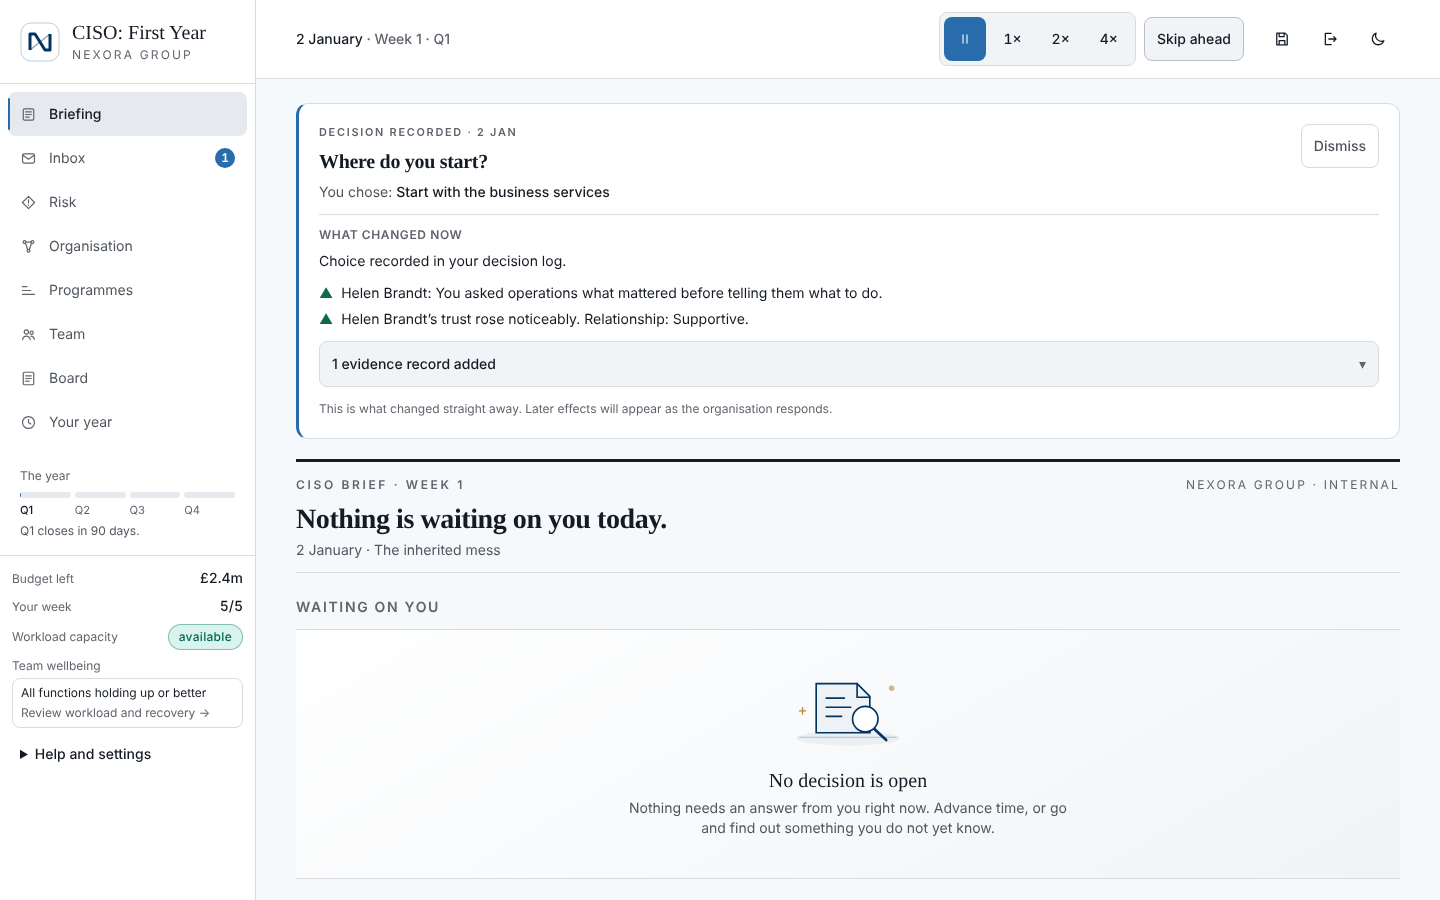 CISO: First Year
NEXORA GROUP
Briefing
Inbox 1
Risk
Organisation
Programmes
Team
Board
Your year
The year
Q1 Q2 Q3 Q4
Q1 closes in 90 days.
Budget left £2.4m
Your week 5/5
Workload capacity available
Team wellbeing
All functions holding up or better
Review workload and recovery →
▶ Help and settings
2 January · Week 1 · Q1
1× 2× 4× Skip ahead
DECISION RECORDED · 2 JAN
Dismiss
Where do you start?
You chose: Start with the business services
WHAT CHANGED NOW
Choice recorded in your decision log.
▲ Helen Brandt: You asked operations what mattered before telling them what to do.
▲ Helen Brandt’s trust rose noticeably. Relationship: Supportive.
1 evidence record added ▾
This is what changed straight away. Later effects will appear as the organisation responds.
CISO BRIEF · WEEK 1 NEXORA GROUP · INTERNAL
Nothing is waiting on you today.
2 January · The inherited mess
WAITING ON YOU
No decision is open
Nothing needs an answer from you right now. Advance time, or go
and find out something you do not yet know.